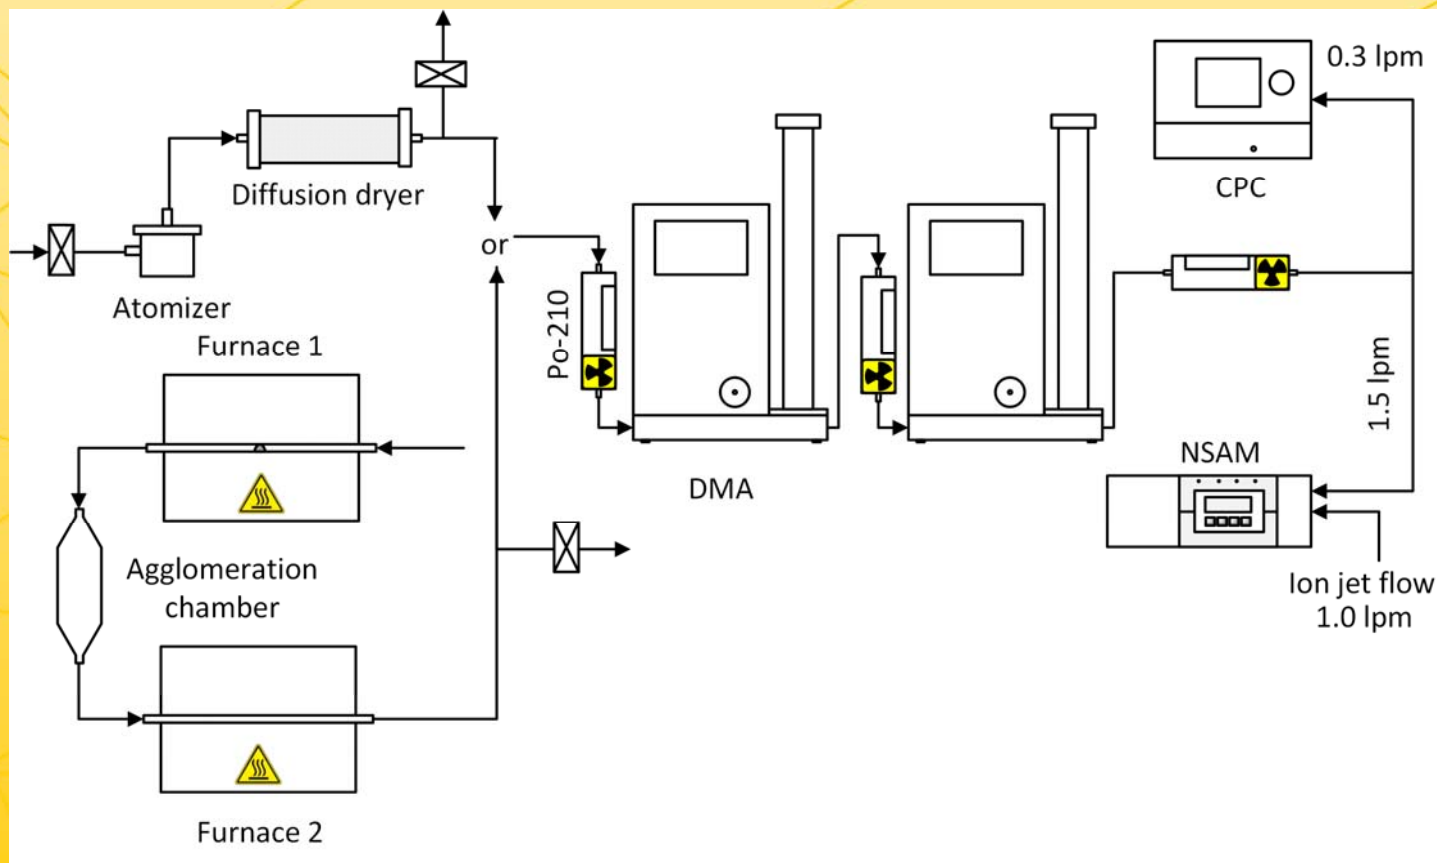 0.3 lpm
Diffusion dryer
CPC
or
Atomizer
Furnace 1
Po-210
1.5 lpm
NSAM
DMA
Agglomeration
chamber
Ion jet flow
1.0 lpm
Furnace 2